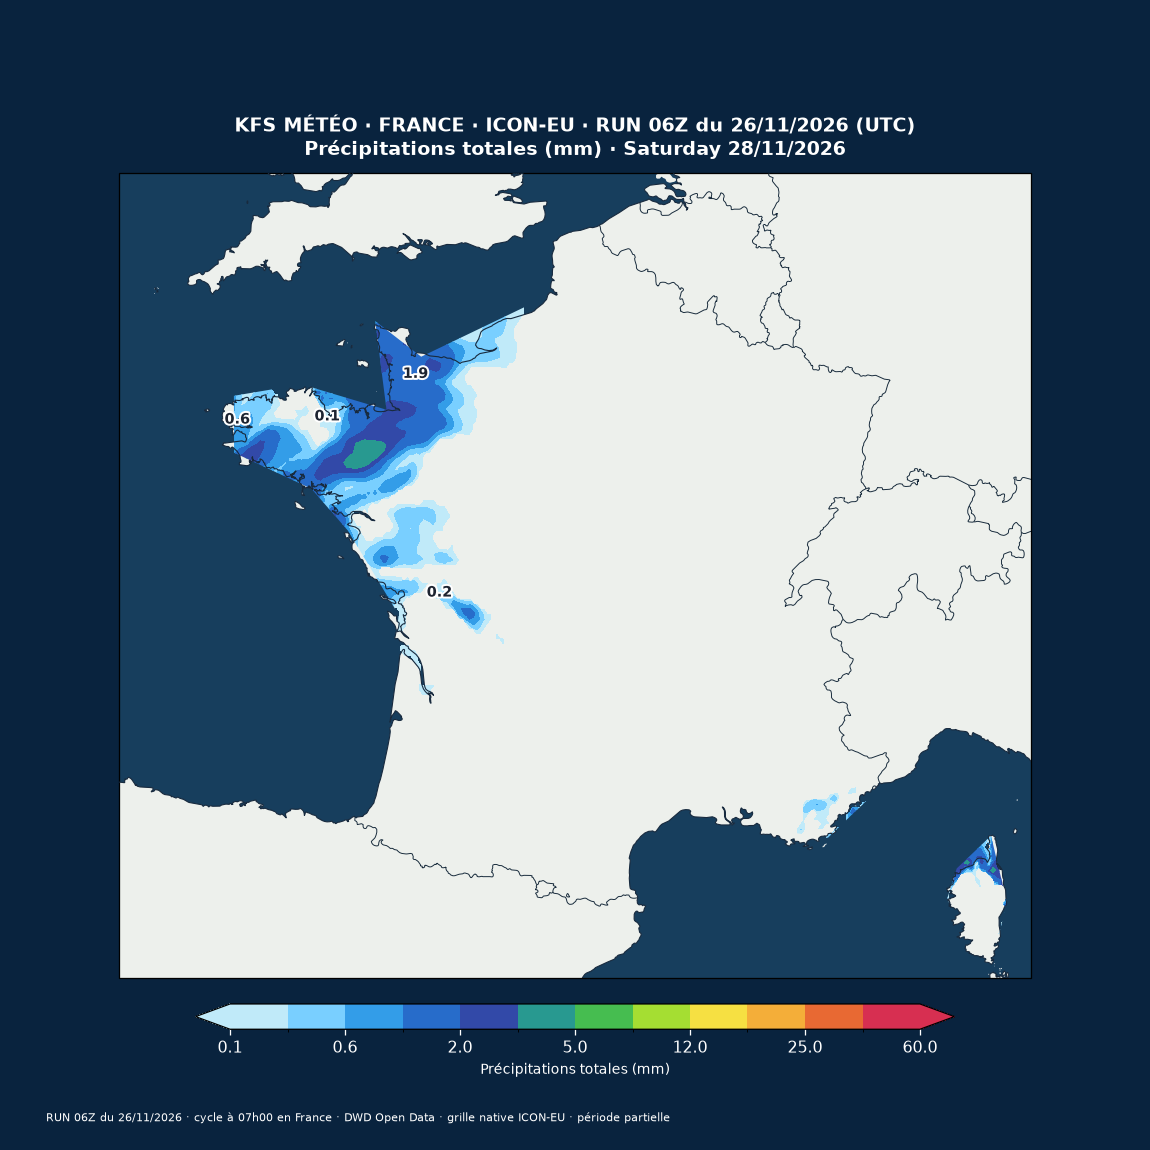 KFS MÉTÉO · FRANCE · ICON-EU · RUN 06Z du 26/11/2026 (UTC)
Précipitations totales (mm) · Saturday 28/11/2026
1.9
0.6
0.1
0.2
0.1 0.6 2.0 5.0 12.0 25.0 60.0
Précipitations totales (mm)
RUN 06Z du 26/11/2026 · cycle à 07h00 en France · DWD Open Data · grille native ICON-EU · période partielle